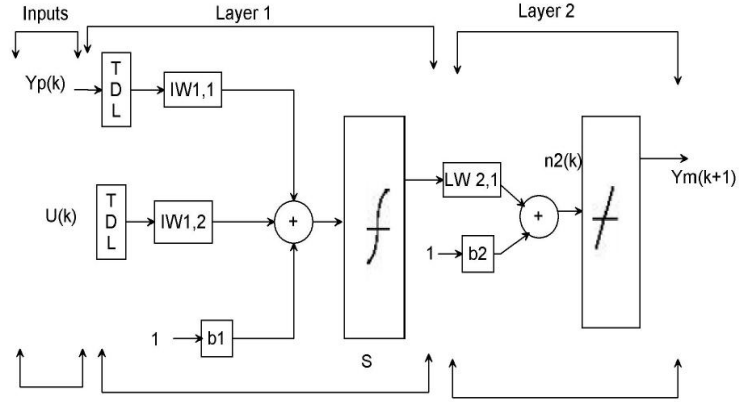 Inputs
Layer 1
Layer 2
Yp(k)
T
D
L
IW1,1
U(k)
T
D
L
IW1,2
+
1
b1
S
LW 2,1
1
b2
+
n2(k)
Ym(k+1)